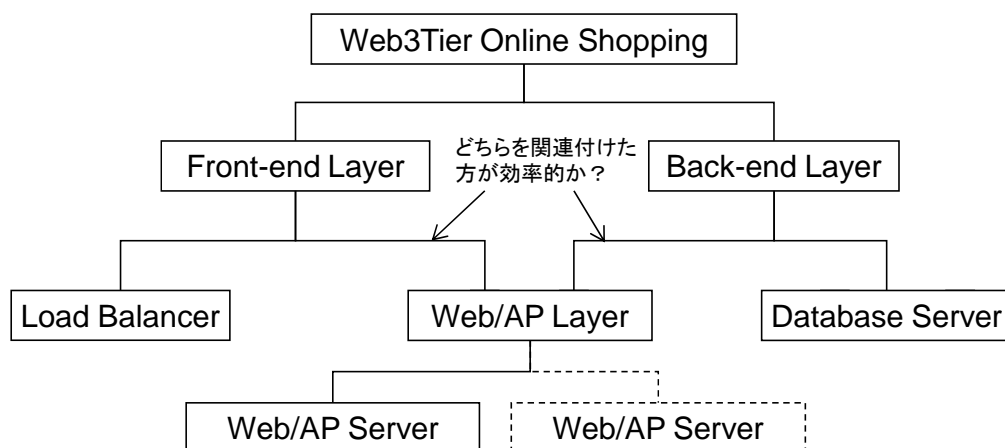 Web3Tier Online Shopping
どちらを関連付けた
方が効率的か？
Front-end Layer
Back-end Layer
Load Balancer
Web/AP Layer
Database Server
Web/AP Server
Web/AP Server